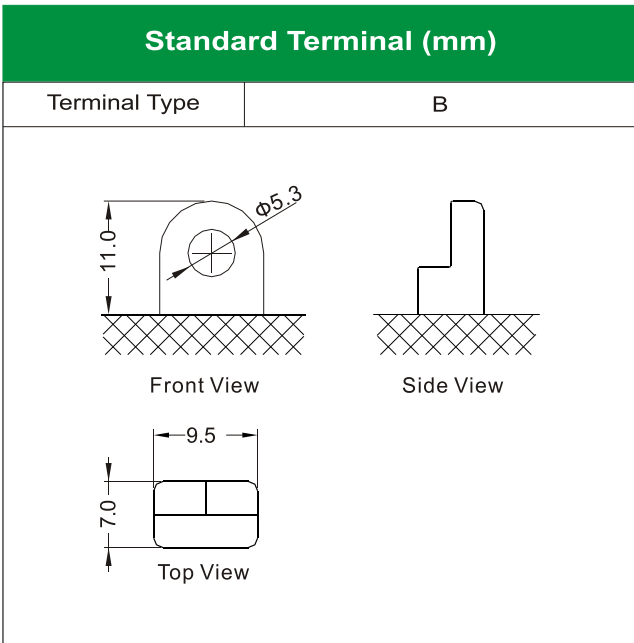 Standard Terminal (mm)
Terminal Type B
Φ5.3
11.0
Front View Side View
9.5
7.0
Top View